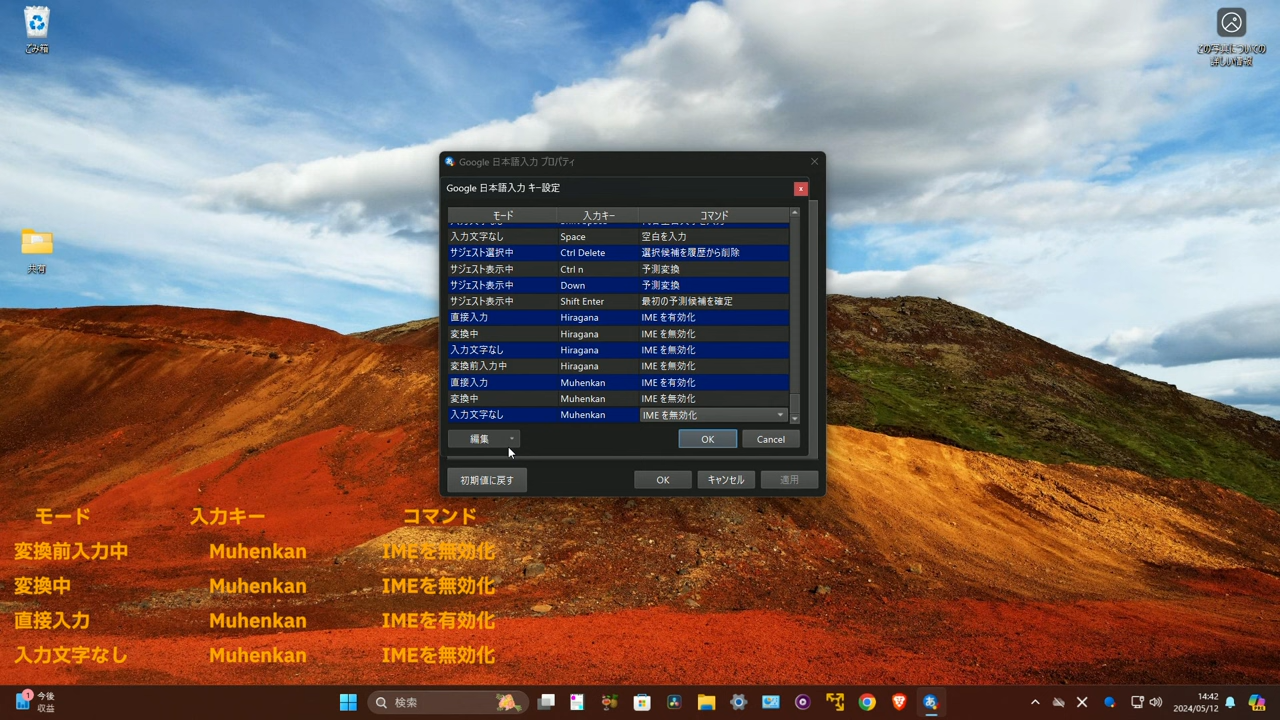 ごみ箱
この写真についての
詳しい情報
共有
Google 日本語入力 プロパティ
Google 日本語入力 キー設定
モード 入力キー コマンド
入力文字なし Space 空白を入力
サジェスト選択中 Ctrl Delete 選択候補を履歴から削除
サジェスト表示中 Ctrl n 予測変換
サジェスト表示中 Down 予測変換
サジェスト表示中 Shift Enter 最初の予測候補を確定
直接入力 Hiragana IME を有効化
変換中 Hiragana IME を無効化
入力文字なし Hiragana IME を無効化
変換前入力中 Hiragana IME を無効化
直接入力 Muhenkan IME を有効化
変換中 Muhenkan IME を無効化
入力文字なし Muhenkan IME を無効化
編集 OK Cancel
初期値に戻す OK キャンセル 適用
モード 入力キー コマンド
変換前入力中 Muhenkan IMEを無効化
変換中 Muhenkan IMEを無効化
直接入力 Muhenkan IMEを有効化
入力文字なし Muhenkan IMEを無効化
1 今後
収益
検索
あ
14:42
2024/05/12